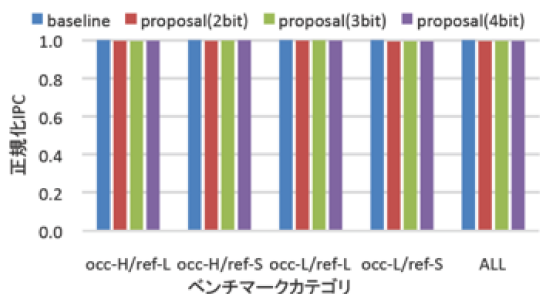 baseline proposal(2bit) proposal(3bit) proposal(4bit)
1.0
0.8
0.6
0.4
0.2
0.0
正規化IPC
occ-H/ref-L occ-H/ref-S occ-L/ref-L occ-L/ref-S ALL
ベンチマークカテゴリ